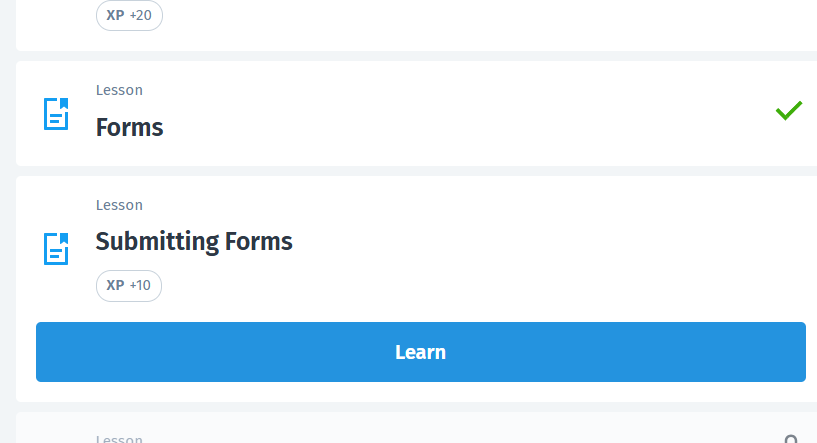 XP +20
Lesson
Forms
Lesson
Submitting Forms
XP +10
Learn
Lesson